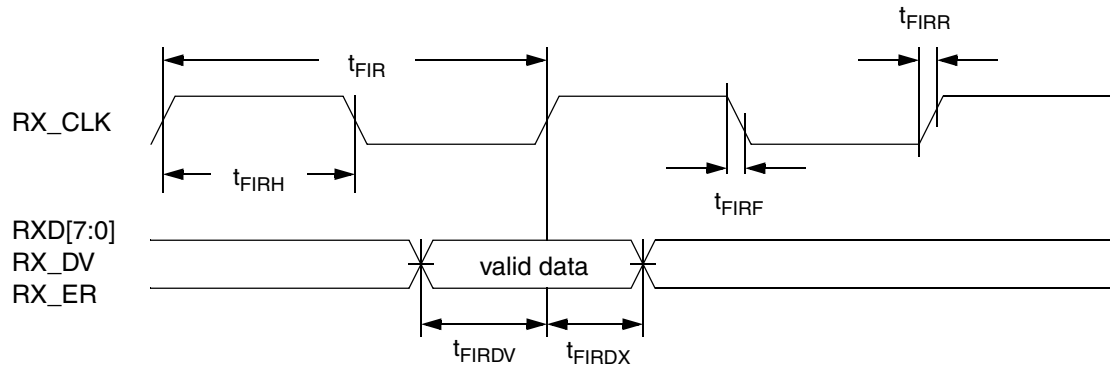 tFIRR
tFIR
RX_CLK
tFIRH
tFIRF
RXD[7:0]
RX_DV
valid data
RX_ER
tFIRDV
tFIRDX